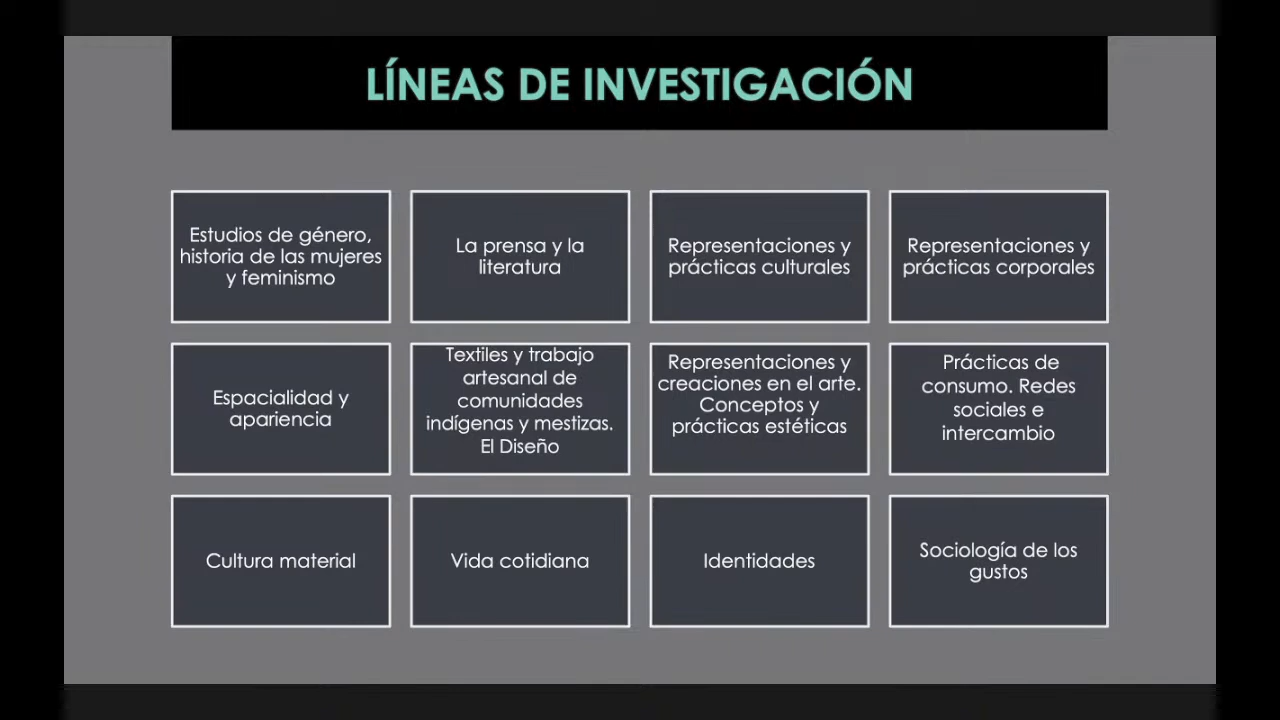 LÍNEAS DE INVESTIGACIÓN
Estudios de género,
historia de las mujeres
y feminismo
La prensa y la
literatura
Representaciones y
prácticas culturales
Representaciones y
prácticas corporales
Espacialidad y
apariencia
Textiles y trabajo
artesanal de
comunidades
indígenas y mestizas.
El Diseño
Representaciones y
creaciones en el arte.
Conceptos y
prácticas estéticas
Prácticas de
consumo. Redes
sociales e
intercambio
Cultura material
Vida cotidiana
Identidades
Sociología de los
gustos